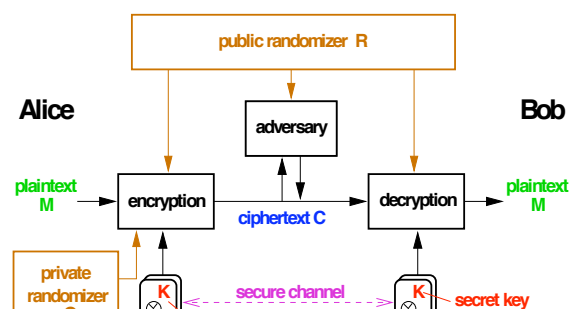 public randomizer R
Alice
Bob
adversary
plaintext
M
encryption
ciphertext C
decryption
plaintext
M
private
randomizer
K
secure channel
K
secret key